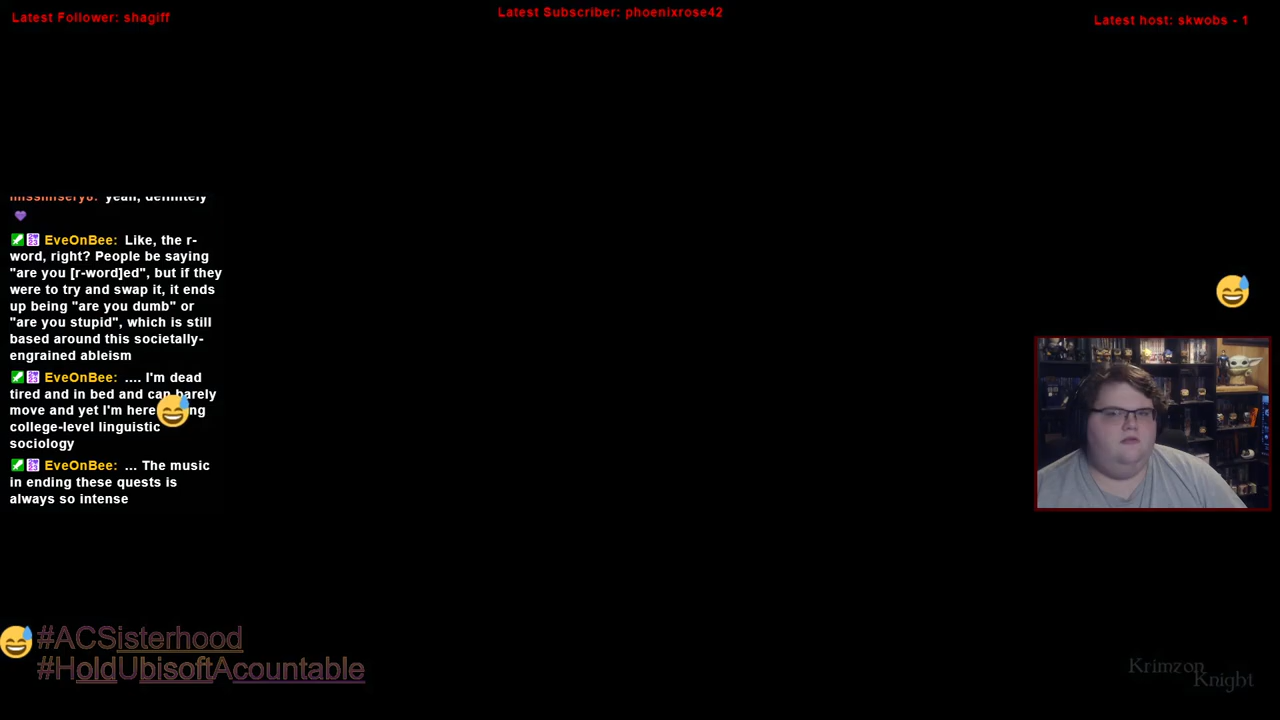 Latest Follower: shagiff
Latest Subscriber: phoenixrose42
Latest host: skwobs - 1
yeah, definitely
EveOnBee: Like, the r-
word, right? People be saying
"are you [r-word]ed", but if they
were to try and swap it, it ends
up being "are you dumb" or
"are you stupid", which is still
based around this societally-
engrained ableism
EveOnBee: .... I'm dead
tired and in bed and can barely
move and yet I'm here
college-level linguistic
sociology
EveOnBee: ... The music
in ending these quests is
always so intense
#ACSisterhood
#HoldUbisoftAcountable
Krimzon
Knight